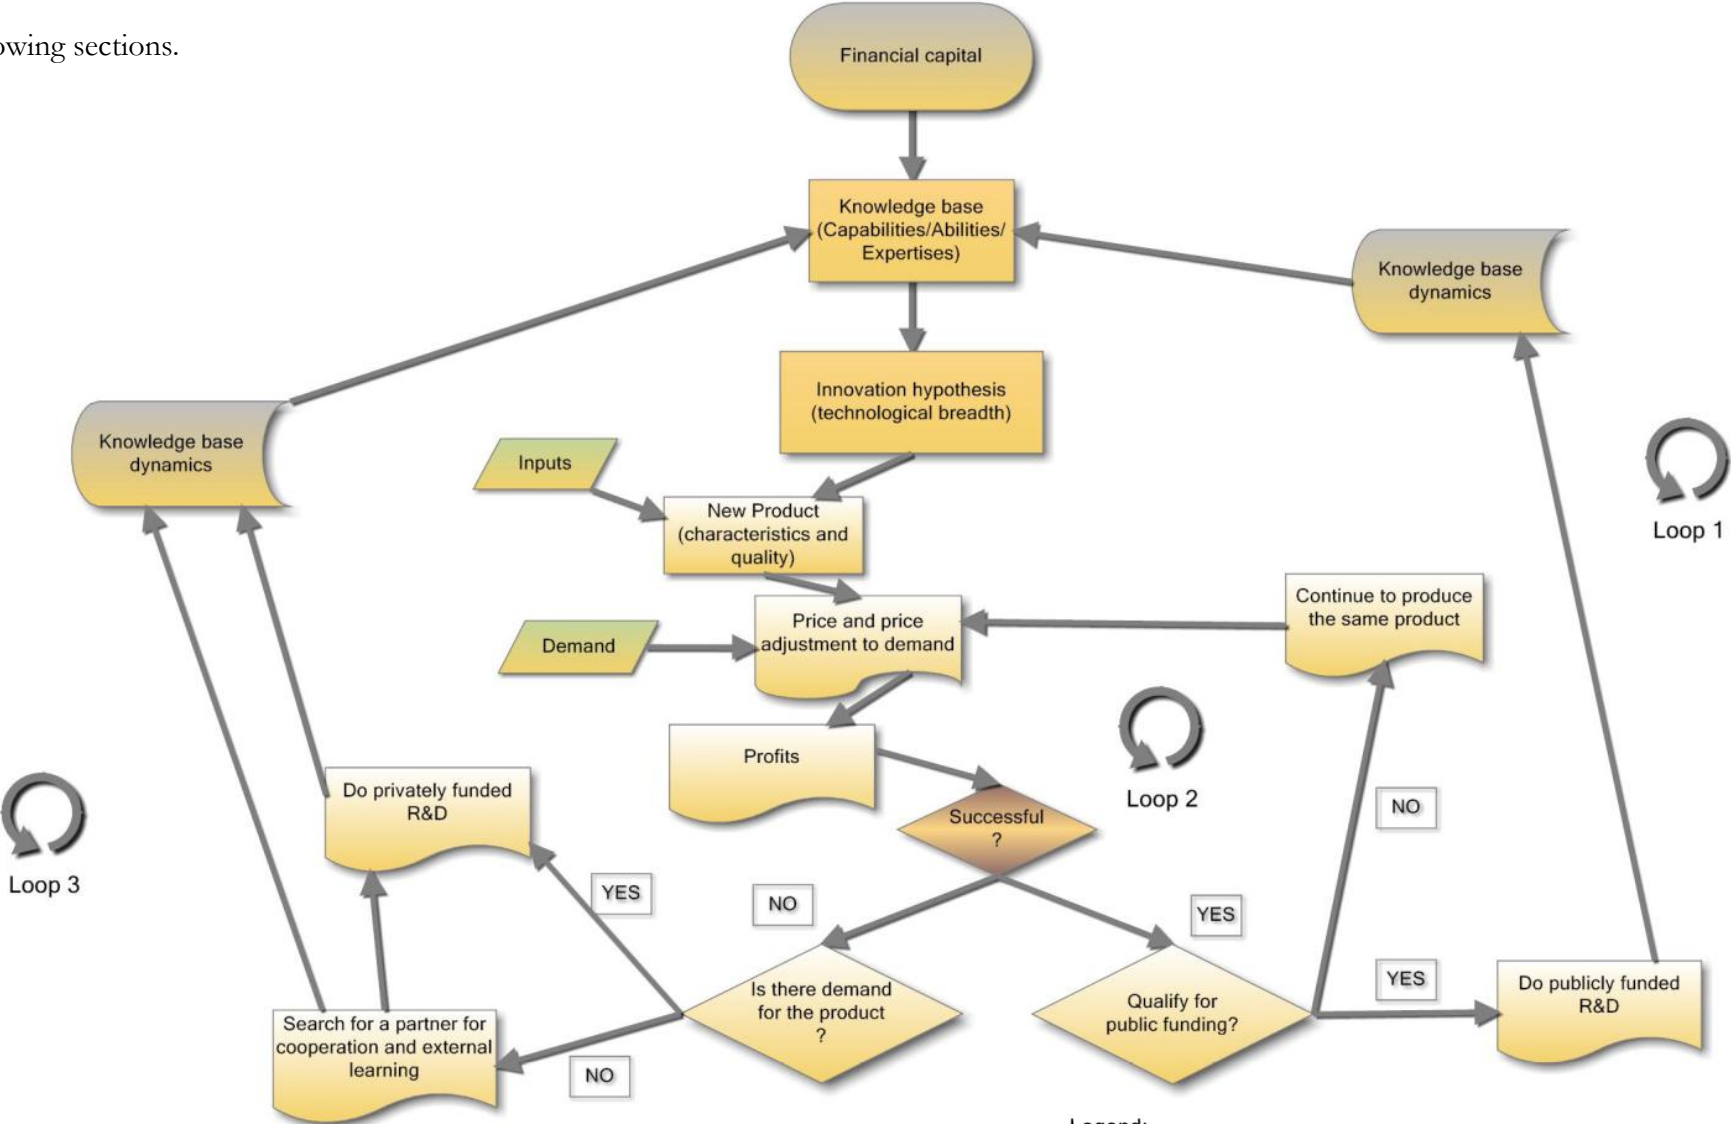 owing sections.
Financial capital
Knowledge base
(Capabilities/Abilities/
Expertises)
Knowledge base
dynamics
Innovation hypothesis
(technological breadth)
Knowledge base
dynamics
Inputs
New Product
(characteristics and
quality)
Loop 1
Continue to produce
the same product
Price and price
adjustment to demand
Demand
Profits
Loop 2
Successful
?
NO
Do privately funded
R&D
Loop 3
YES
NO
YES
YES
Is there demand
for the product
?
Qualify for
public funding?
Do publicly funded
R&D
Search for a partner for
cooperation and external
learning
NO
Legend: